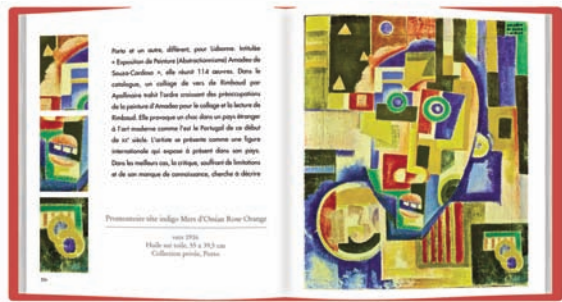 Porto et un autre, différent, pour Lisbonne. Intitulée
« Exposition de Peinture (Abstractionnisme) Amadeo de
Souza-Cardoso », elle réunit 114 œuvres. Dans le
catalogue, un collage de vers de Rimbaud par
Apollinaire trahit l'ordre croissant des préoccupations
de la peinture d'Amadeo pour le collage et la lecture de
Rimbaud. Elle provoque un choc dans un pays étranger
à l'art moderne comme l'est le Portugal de ce début
de XXe siècle. L'artiste se présente comme une figure
internationale qui expose à présent dans son pays.
Dans les meilleurs cas, la critique, souffrant de limitations
et de son manque de connaissance, cherche à décrire
Promontoire tête indigo Mers d'Ossian Rose Orange
vers 1916
Huile sur toile, 35 x 39,5 cm
Collection privée, Porto